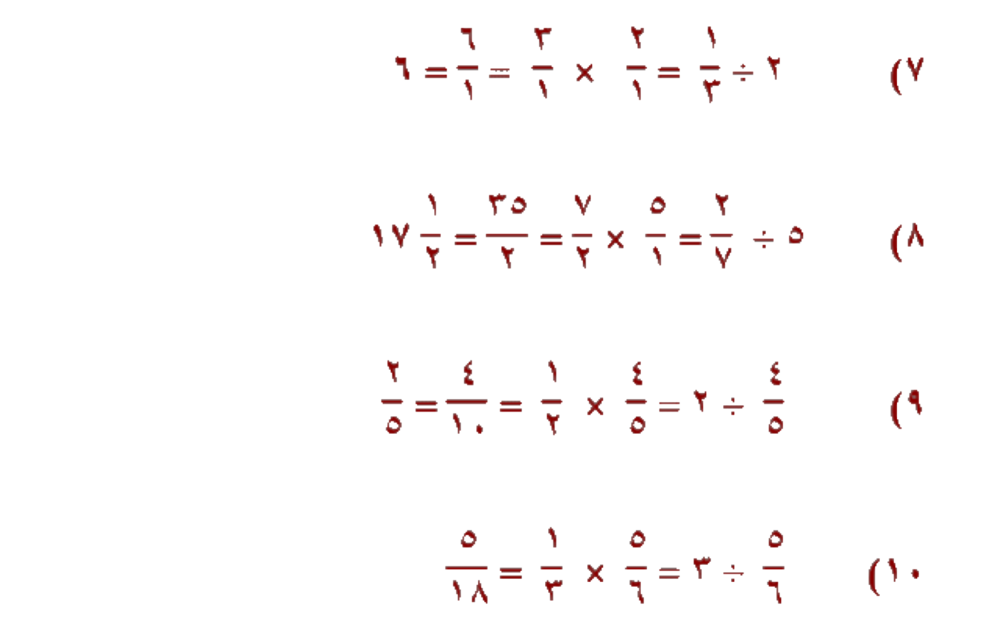 ٧) ٢ ÷ ١/٣ = ٢/١ × ٣/١ = ٦/١ = ٦
٨) ٥ ÷ ٢/٧ = ٥/١ × ٧/٢ = ٣٥/٢ = ١٧ ١/٢
٩) ٤/٥ ÷ ٢ = ٤/٥ × ١/٢ = ٤/١٠ = ٢/٥
١٠) ٥/٦ ÷ ٣ = ٥/٦ × ١/٣ = ٥/١٨